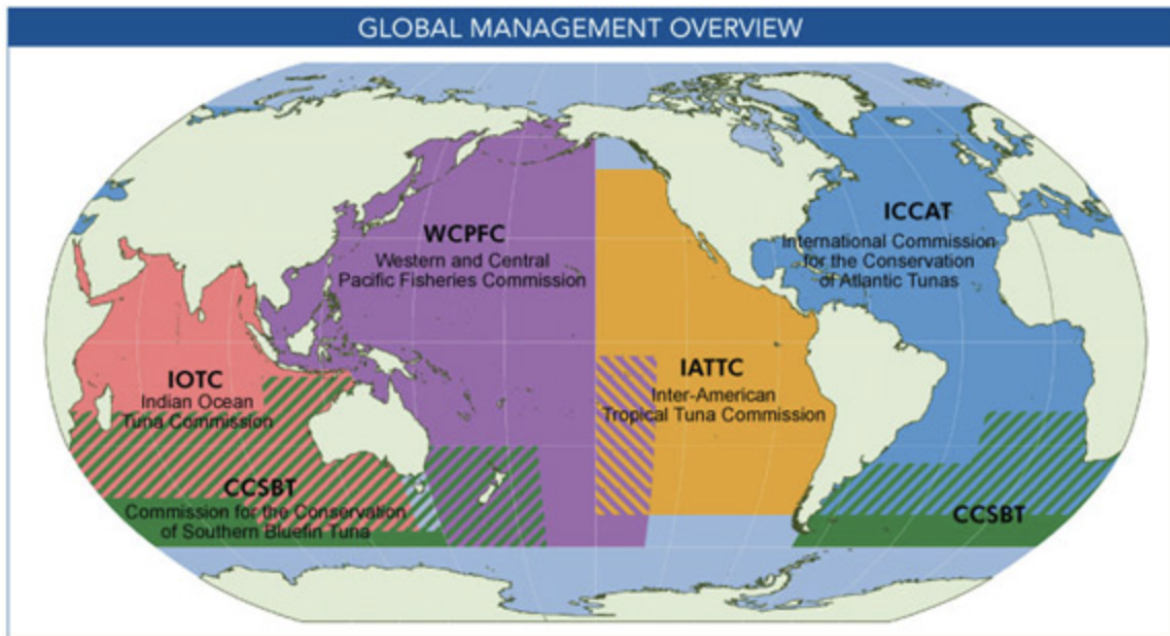 GLOBAL MANAGEMENT OVERVIEW
WCPFC
Western and Central
Pacific Fisheries Commission
ICCAT
International Commission
for the Conservation
of Atlantic Tunas
IOTC
Indian Ocean
Tuna Commission
IATTC
Inter-American
Tropical Tuna Commission
CCSBT
Commission for the Conservation
of Southern Bluefin Tuna
CCSBT